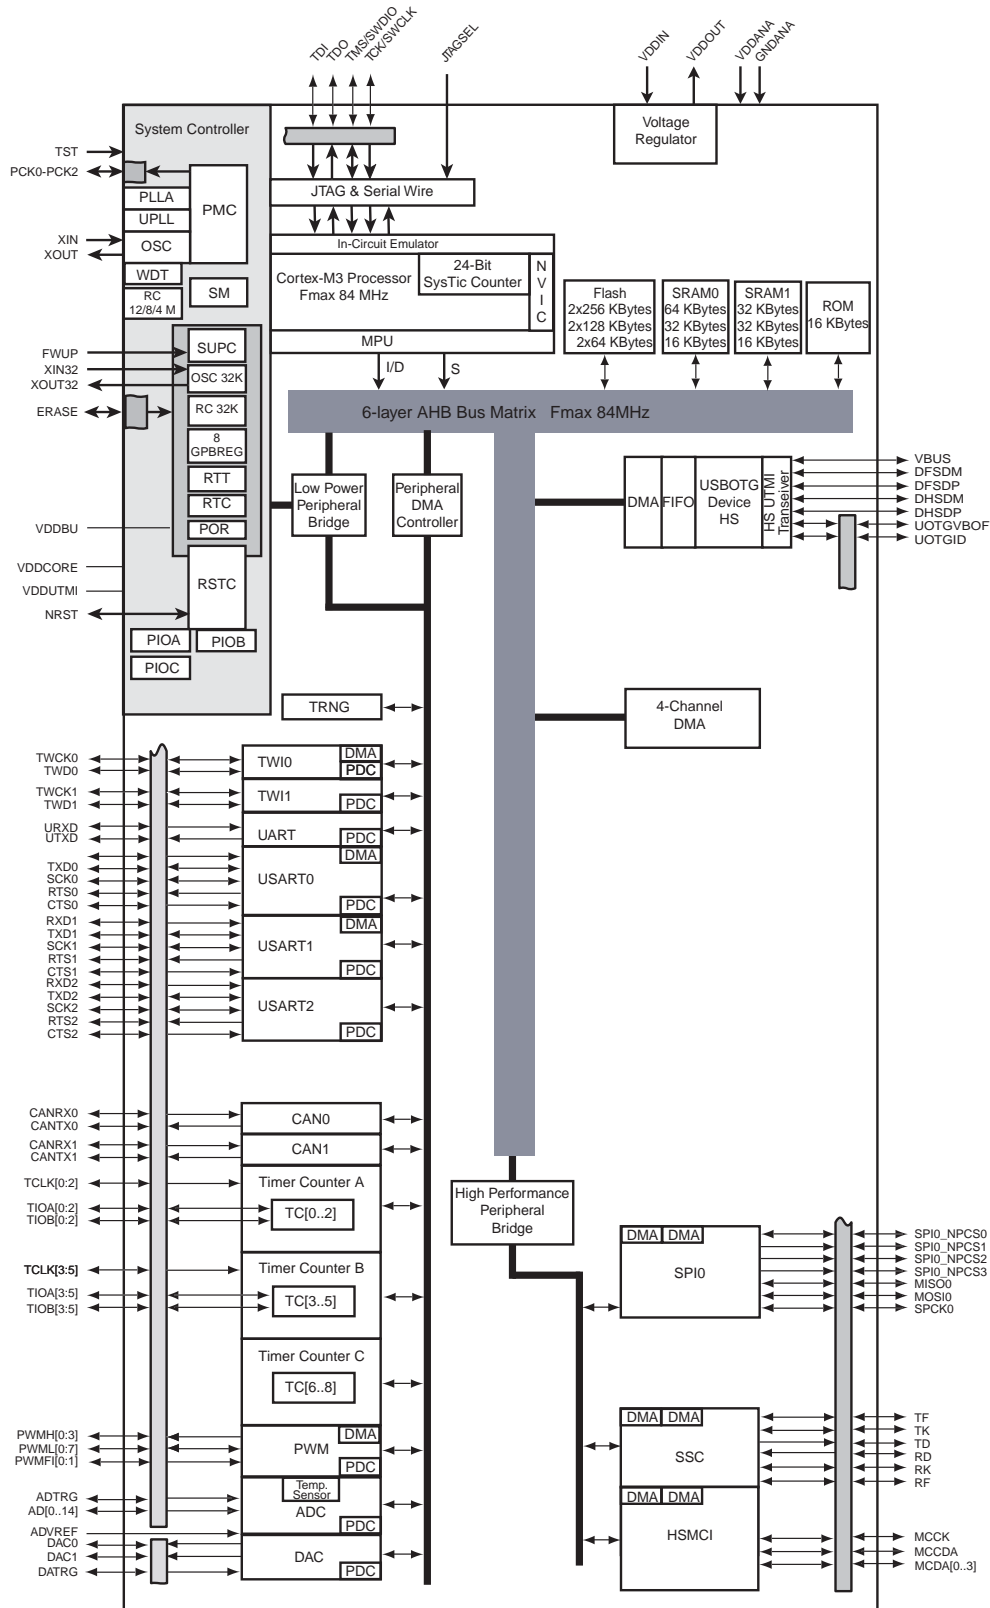 TDI
TDO
TMS/SWDIO
TCK/SWCLK
JTAGSEL
VDDIN
VDDOUT
VDDANA
GNDANA
System Controller
Voltage
Regulator
TST
PCK0-PCK2
PLLA
UPLL
PMC
XIN
XOUT
OSC
WDT
RC
12/8/4 M
SM
JTAG & Serial Wire
In-Circuit Emulator
Cortex-M3 Processor
Fmax 84 MHz
24-Bit
SysTic Counter
N
V
I
C
MPU
I/D
S
Flash
2x256 KBytes
2x128 KBytes
2x64 KBytes
SRAM0
64 KBytes
32 KBytes
16 KBytes
SRAM1
32 KBytes
32 KBytes
16 KBytes
ROM
16 KBytes
FWUP
XIN32
XOUT32
ERASE
SUPC
OSC 32K
RC 32K
8
GPBREG
RTT
RTC
POR
VDDBU
VDDCORE
VDDUTMI
NRST
RSTC
PIOA
PIOB
PIOC
6-layer AHB Bus Matrix Fmax 84MHz
Low Power
Peripheral
Bridge
Peripheral
DMA
Controller
DMA
FIFO
USBOTG
Device
HS
HS UTMI
Transeiver
VBUS
DFSDM
DFSDP
DHSDM
DHSDP
UOTGVBOF
UOTGID
TRNG
4-Channel
DMA
TWCK0
TWD0
TWI0
DMA
PDC
TWCK1
TWD1
TWI1
PDC
URXD
UTXD
UART
PDC
TXD0
SCK0
RTS0
CTS0
USART0
DMA
PDC
RXD1
TXD1
SCK1
RTS1
CTS1
USART1
DMA
PDC
RXD2
TXD2
SCK2
RTS2
CTS2
USART2
PDC
CANRX0
CANTX0
CAN0
CANRX1
CANTX1
CAN1
TCLK[0:2]
TIOA[0:2]
TIOB[0:2]
Timer Counter A
TC[0..2]
TCLK[3:5]
TIOA[3:5]
TIOB[3:5]
Timer Counter B
TC[3..5]
Timer Counter C
TC[6..8]
PWMH[0:3]
PWML[0:7]
PWMFI[0:1]
PWM
DMA
PDC
ADTRG
AD[0..14]
ADVREF
Temp.
Sensor
ADC
PDC
DAC0
DAC1
DATRG
DAC
PDC
High Performance
Peripheral
Bridge
DMA
DMA
SPI0
SPI0_NPCS0
SPI0_NPCS1
SPI0_NPCS2
SPI0_NPCS3
MISO0
MOSI0
SPCK0
DMA
DMA
SSC
TF
TK
TD
RD
RK
RF
DMA
DMA
HSMCI
MCCK
MCCDA
MCDA[0..3]